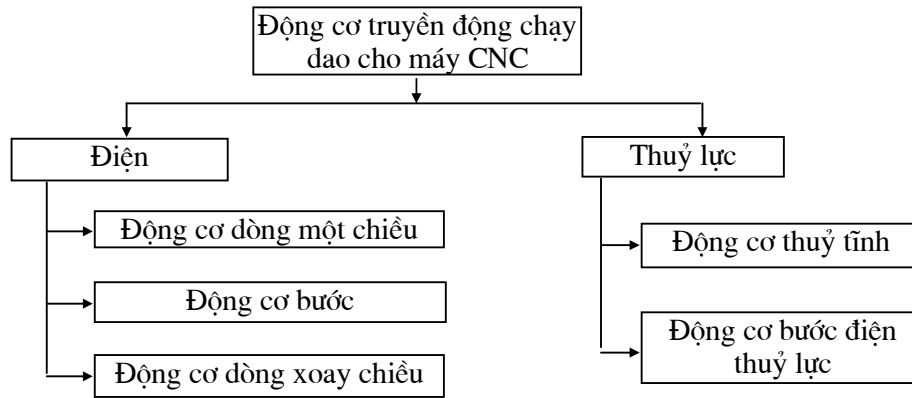 Động cơ truyền động chạy
dao cho máy CNC
Điện
Thuỷ lực
Động cơ dòng một chiều
Động cơ thuỷ tĩnh
Động cơ bước
Động cơ bước điện
thuỷ lực
Động cơ dòng xoay chiều